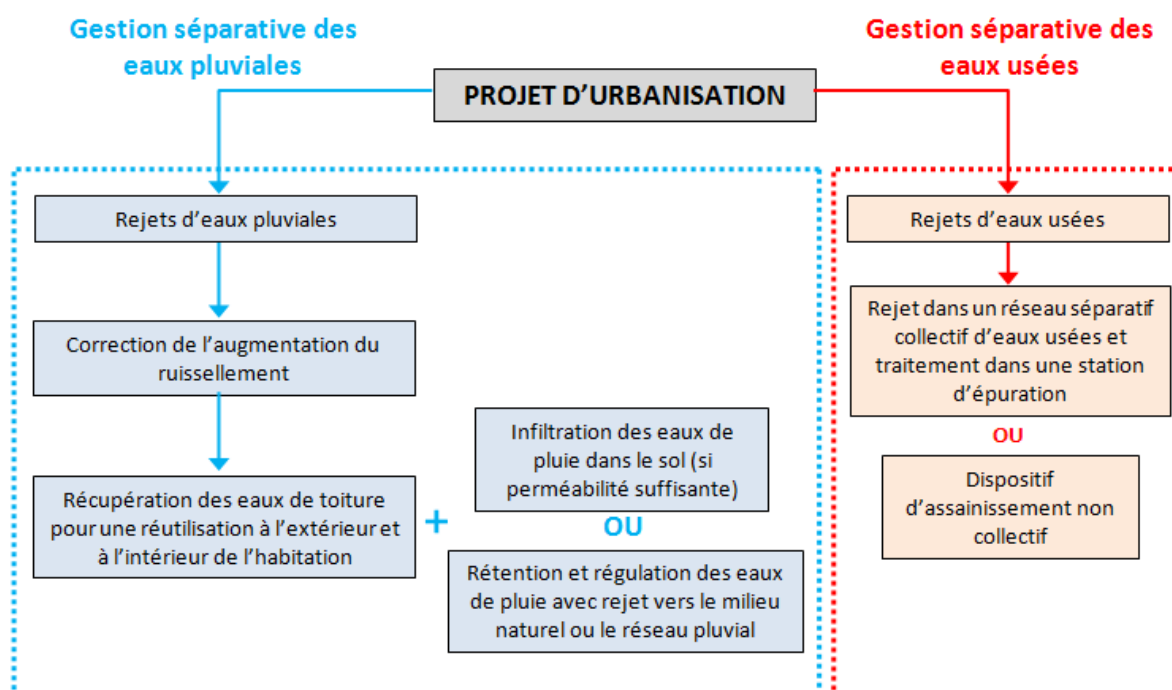 Gestion séparative des
eaux pluviales
Gestion séparative des
eaux usées
PROJET D'URBANISATION
Rejets d'eaux pluviales
Correction de l'augmentation du
ruissellement
Récupération des eaux de toiture
pour une réutilisation à l'extérieur et
à l'intérieur de l'habitation
+
Infiltration des eaux de
pluie dans le sol (si
perméabilité suffisante)
OU
Rétention et régulation des eaux
de pluie avec rejet vers le milieu
naturel ou le réseau pluvial
Rejets d'eaux usées
Rejet dans un réseau séparatif
collectif d'eaux usées et
traitement dans une station
d'épuration
OU
Dispositif
d'assainissement non
collectif